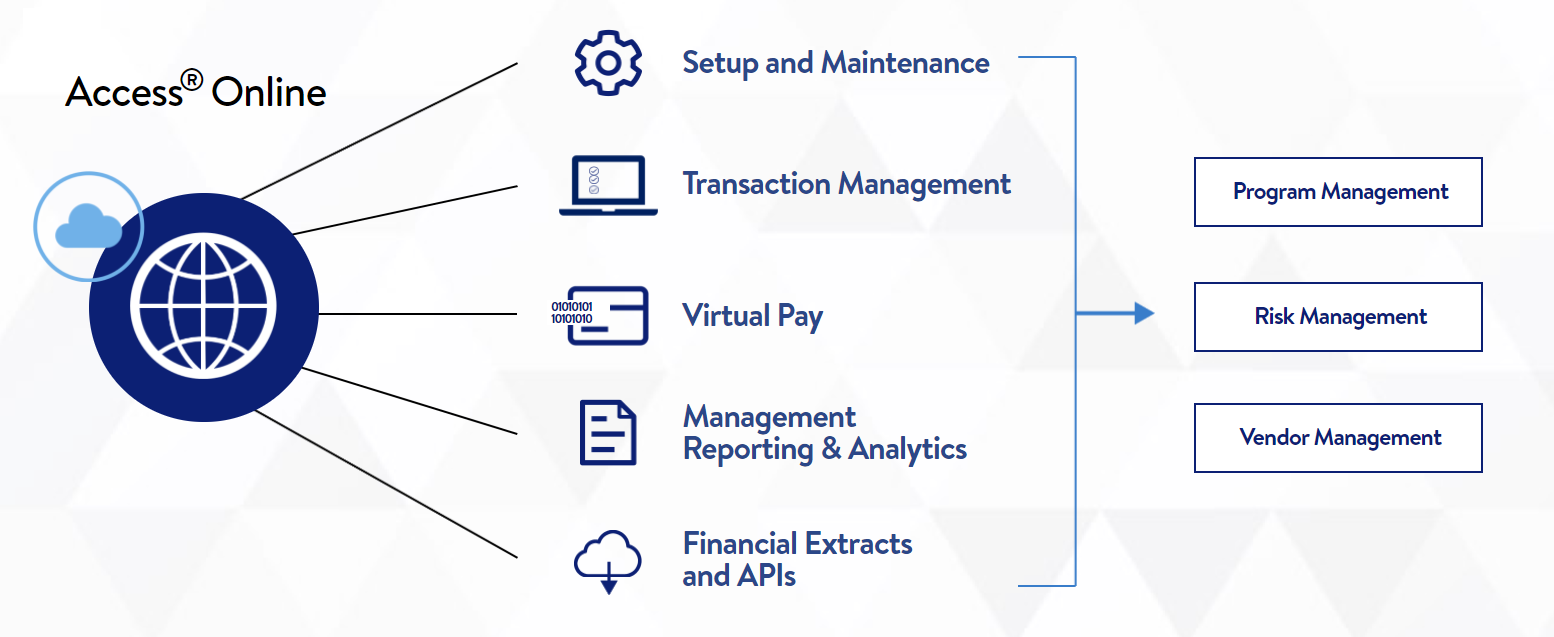 Access® Online
Setup and Maintenance
Transaction Management
01010101
10101010
Virtual Pay
Management
Reporting & Analytics
Financial Extracts
and APIs
Program Management
Risk Management
Vendor Management